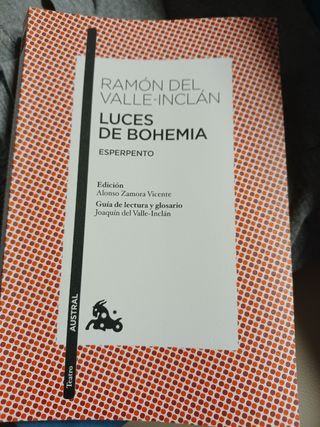 RAMÓN DEL
VALLE-INCLÁN
LUCES
DE BOHEMIA
ESPERPENTO
Edición
Alonso Zamora Vicente
Guía de lectura y glosario
Joaquín del Valle-Inclán
AUSTRAL
Teatro